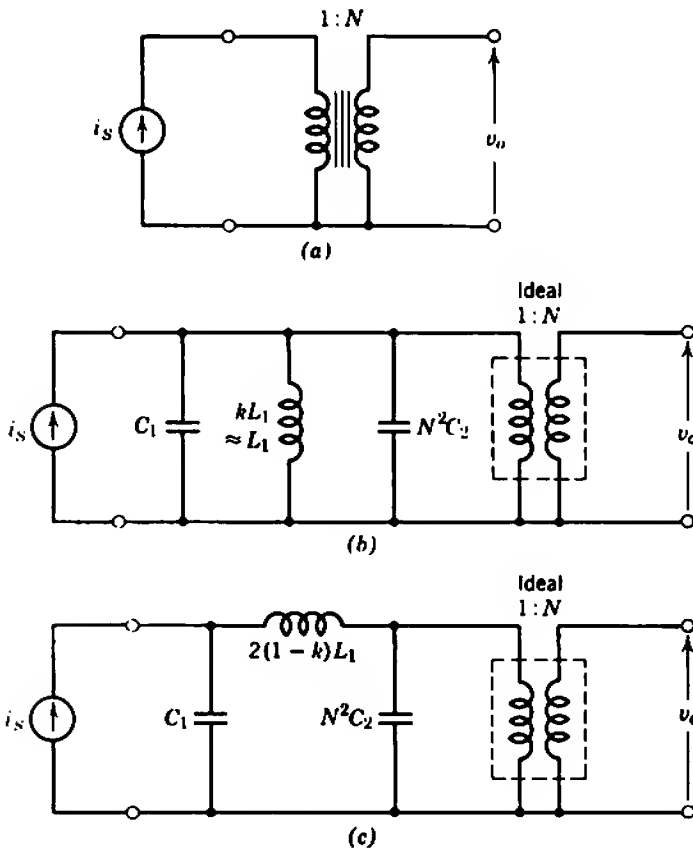 1 : N
i_S
v_o
(a)
Ideal
1 : N
i_S
C_1
kL_1
≈ L_1
N^2C_2
v_o
(b)
Ideal
1 : N
i_S
C_1
2(1 − k)L_1
N^2C_2
v_o
(c)